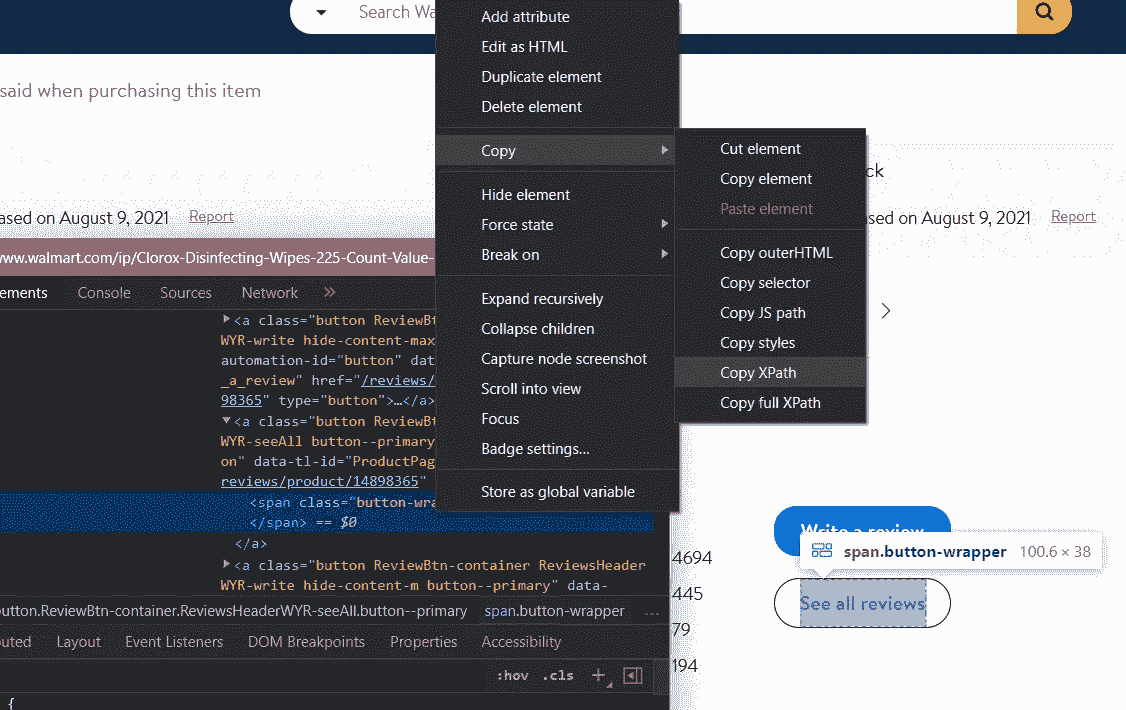 Search Wa
said when purchasing this item
ased on August 9, 2021 Report
www.walmart.com/ip/Clorox-Disinfecting-Wipes-225-Count-Value-
ements Console Sources Network »
<a class="button ReviewBt
WYR-write hide-content-max
automation-id="button" dat
_a_review" href="/reviews/
98365" type="button">…</a>
<a class="button ReviewBt
WYR-seeAll button--primary
on" data-tl-id="ProductPag
reviews/product/14898365"
<span class="button-wra
</span> == $0
</a>
<a class="button ReviewBtn-container ReviewsHeader
WYR-write hide-content-m button--primary" data-
button.ReviewBtn-container.ReviewsHeaderWYR-seeAll.button--primary span.button-wrapper ...
outed Layout Event Listeners DOM Breakpoints Properties Accessibility
:hov .cls +
{
Add attribute
Edit as HTML
Duplicate element
Delete element
Copy
Hide element
Force state
Break on
Expand recursively
Collapse children
Capture node screenshot
Scroll into view
Focus
Badge settings...
Store as global variable
Cut element
Copy element
Paste element
Copy outerHTML
Copy selector
Copy JS path
Copy styles
Copy XPath
Copy full XPath
ck
sed on August 9, 2021 Report
Write a review
span.button-wrapper 100.6 × 38
See all reviews
4694
445
79
194